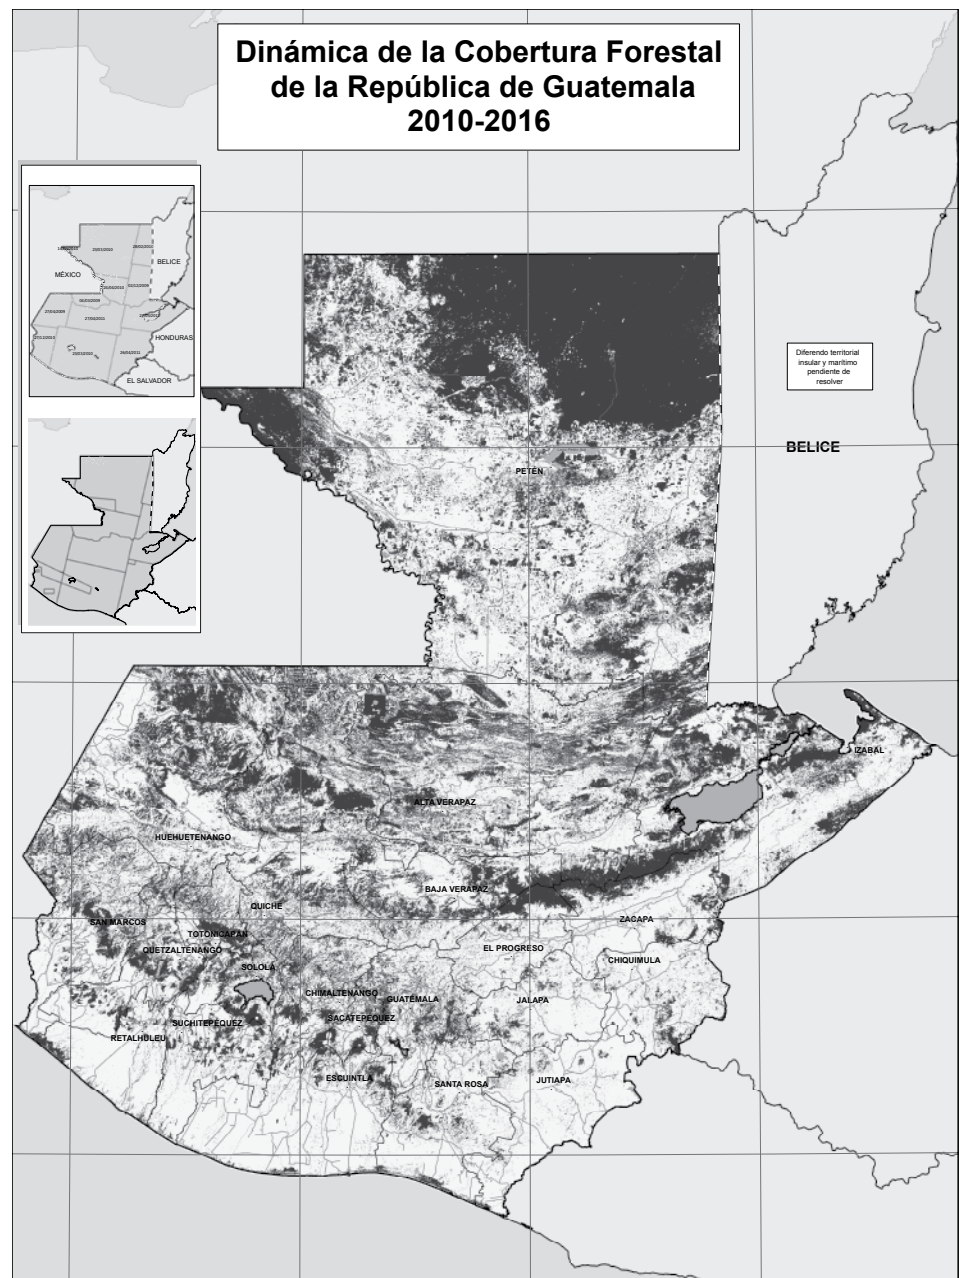 Dinámica de la Cobertura Forestal
de la República de Guatemala
2010-2016
BELICE
MÉXICO
HONDURAS
EL SALVADOR
Diferendo territorial
insular y marítimo
pendiente de
resolver
BELICE
PETÉN
IZABAL
ALTA VERAPAZ
HUEHUETENANGO
BAJA VERAPAZ
QUICHÉ
SAN MARCOS
ZACAPA
TOTONICAPÁN
QUETZALTENANGO
EL PROGRESO
CHIQUIMULA
SOLOLÁ
CHIMALTENANGO
GUATEMALA
JALAPA
SACATEPÉQUEZ
SUCHITEPÉQUEZ
RETALHULEU
ESCUINTLA
SANTA ROSA
JUTIAPA